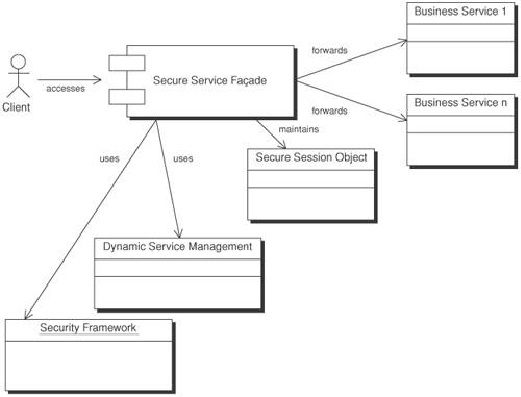 Business Service 1
forwards
Secure Service Façade
accesses
Client
Business Service n
forwards
maintains
uses
uses
Secure Session Object
Dynamic Service Management
Security Framework